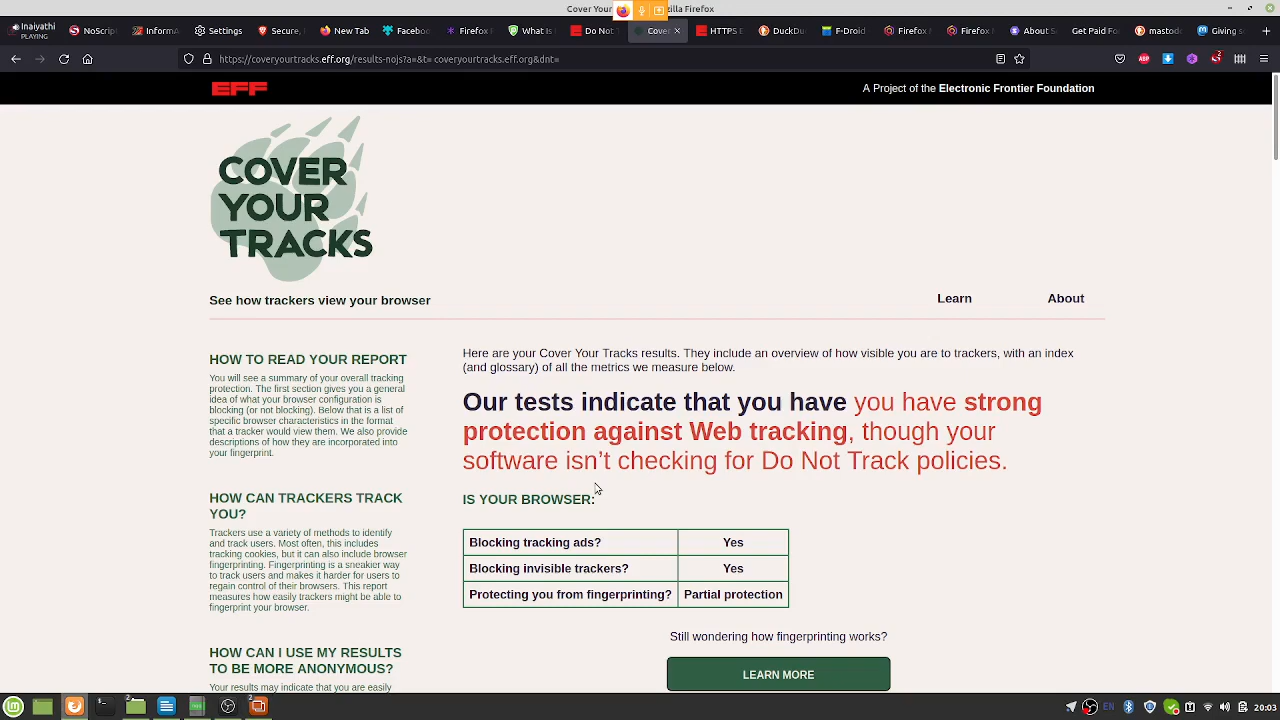 Cover Your
zilla Firefox
Inaiyathi
PLAYING
NoScrip
InformA
Settings
Secure,
New Tab
Facebo
Firefox
What Is
Do Not
Cover
HTTPS E
DuckDu
F-Droid
Firefox
Firefox
About S
Get Paid Fo
mastod
Giving s
https://coveryourtracks.eff.org/results-nojs?a=&t= coveryourtracks.eff.org&dnt=
ABP
2
EFF
A Project of the Electronic Frontier Foundation
COVER
YOUR
TRACKS
See how trackers view your browser
Learn
About
HOW TO READ YOUR REPORT
You will see a summary of your overall tracking
protection. The first section gives you a general
idea of what your browser configuration is
blocking (or not blocking). Below that is a list of
specific browser characteristics in the format
that a tracker would view them. We also provide
descriptions of how they are incorporated into
your fingerprint.
HOW CAN TRACKERS TRACK
YOU?
Trackers use a variety of methods to identify
and track users. Most often, this includes
tracking cookies, but it can also include browser
fingerprinting. Fingerprinting is a sneakier way
to track users and makes it harder for users to
regain control of their browsers. This report
measures how easily trackers might be able to
fingerprint your browser.
HOW CAN I USE MY RESULTS
TO BE MORE ANONYMOUS?
Your results may indicate that you are easily
Here are your Cover Your Tracks results. They include an overview of how visible you are to trackers, with an index
(and glossary) of all the metrics we measure below.
Our tests indicate that you have you have strong
protection against Web tracking, though your
software isn’t checking for Do Not Track policies.
IS YOUR BROWSER:
Blocking tracking ads? Yes
Blocking invisible trackers? Yes
Protecting you from fingerprinting? Partial protection
Still wondering how fingerprinting works?
LEARN MORE
2
2
EN
20:03